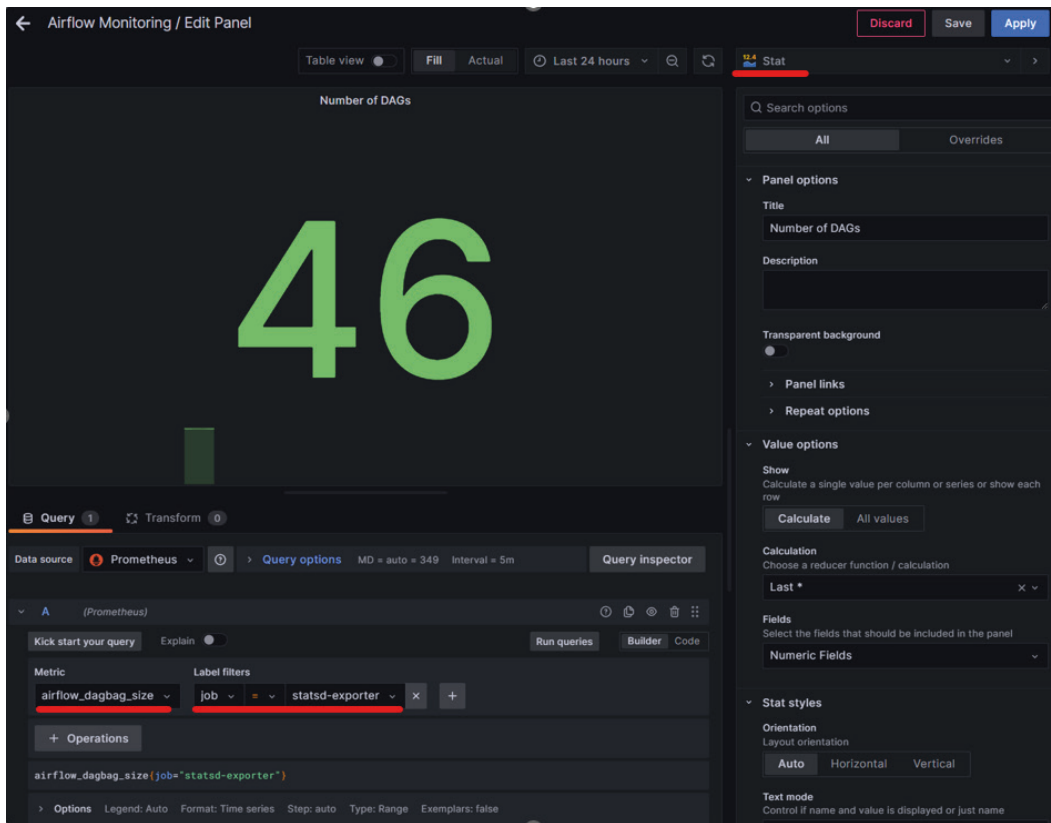 Airflow Monitoring / Edit Panel
Discard Save Apply
Table view Fill Actual Last 24 hours
12.4 Stat
Number of DAGs
46
Search options
All Overrides
Panel options
Title
Number of DAGs
Description
Transparent background
Panel links
Repeat options
Value options
Show
Calculate a single value per column or series or show each
row
Calculate All values
Calculation
Choose a reducer function / calculation
Last *
Fields
Select the fields that should be included in the panel
Numeric Fields
Stat styles
Orientation
Layout orientation
Auto Horizontal Vertical
Text mode
Control if name and value is displayed or just name
Query 1 Transform 0
Data source Prometheus Query options MD = auto = 349 Interval = 5m Query inspector
A (Prometheus)
Kick start your query Explain Run queries Builder Code
Metric Label filters
airflow_dagbag_size job = statsd-exporter × +
+ Operations
airflow_dagbag_size{job="statsd-exporter"}
Options Legend: Auto Format: Time series Step: auto Type: Range Exemplars: false